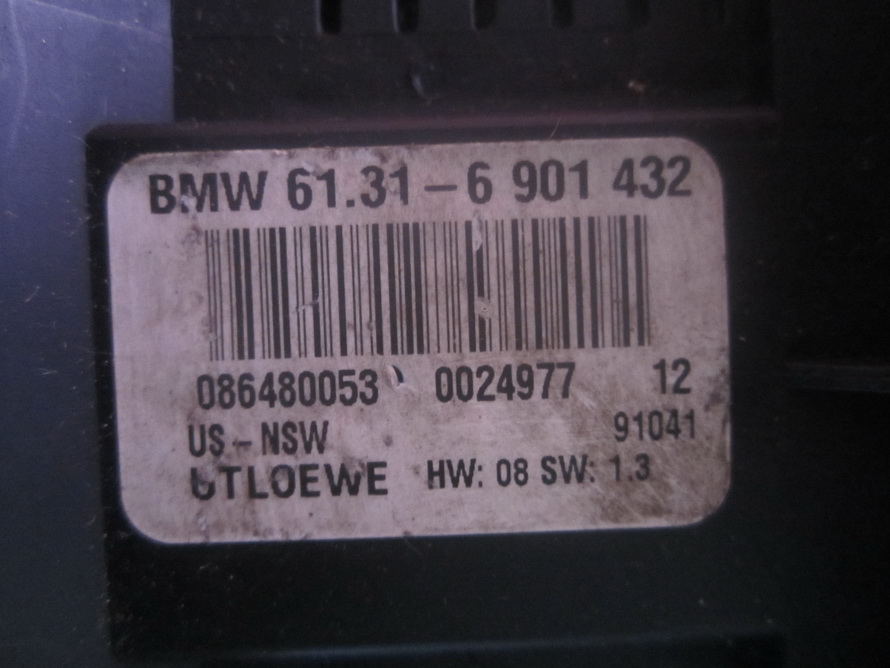 BMW 61.31 - 6 901 432
086480053 0024977 12
US - NSW 91041
UTLOEWE HW: 08 SW: 1.3